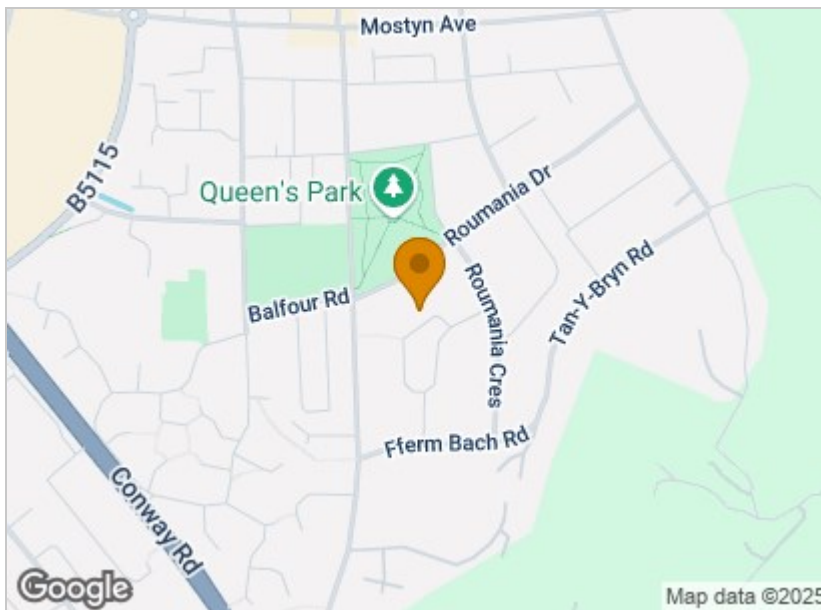 Mostyn Ave
B5115
Queen's Park
Roumania Dr
Balfour Rd
Roumania Cres
Tan-Y-Bryn Rd
Fferm Bach Rd
Conway Rd
Google
Map data ©2025